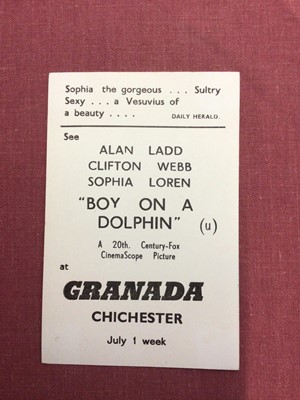 Sophia the gorgeous . . . Sultry
Sexy . . . a Vesuvius of
a beauty . . . . DAILY HERALD.
See
ALAN LADD
CLIFTON WEBB
SOPHIA LOREN
"BOY ON A
DOLPHIN" (u)
A 20th. Century-Fox
CinemaScope Picture
at
GRANADA
CHICHESTER
July 1 week